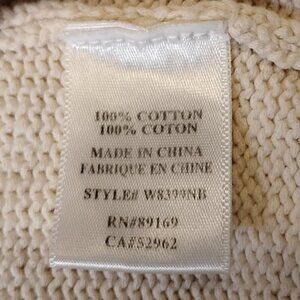 100% COTTON
100% COTON
MADE IN CHINA
FABRIQUE EN CHINE
STYLE# W8399NB
RN#89169
CA#52962